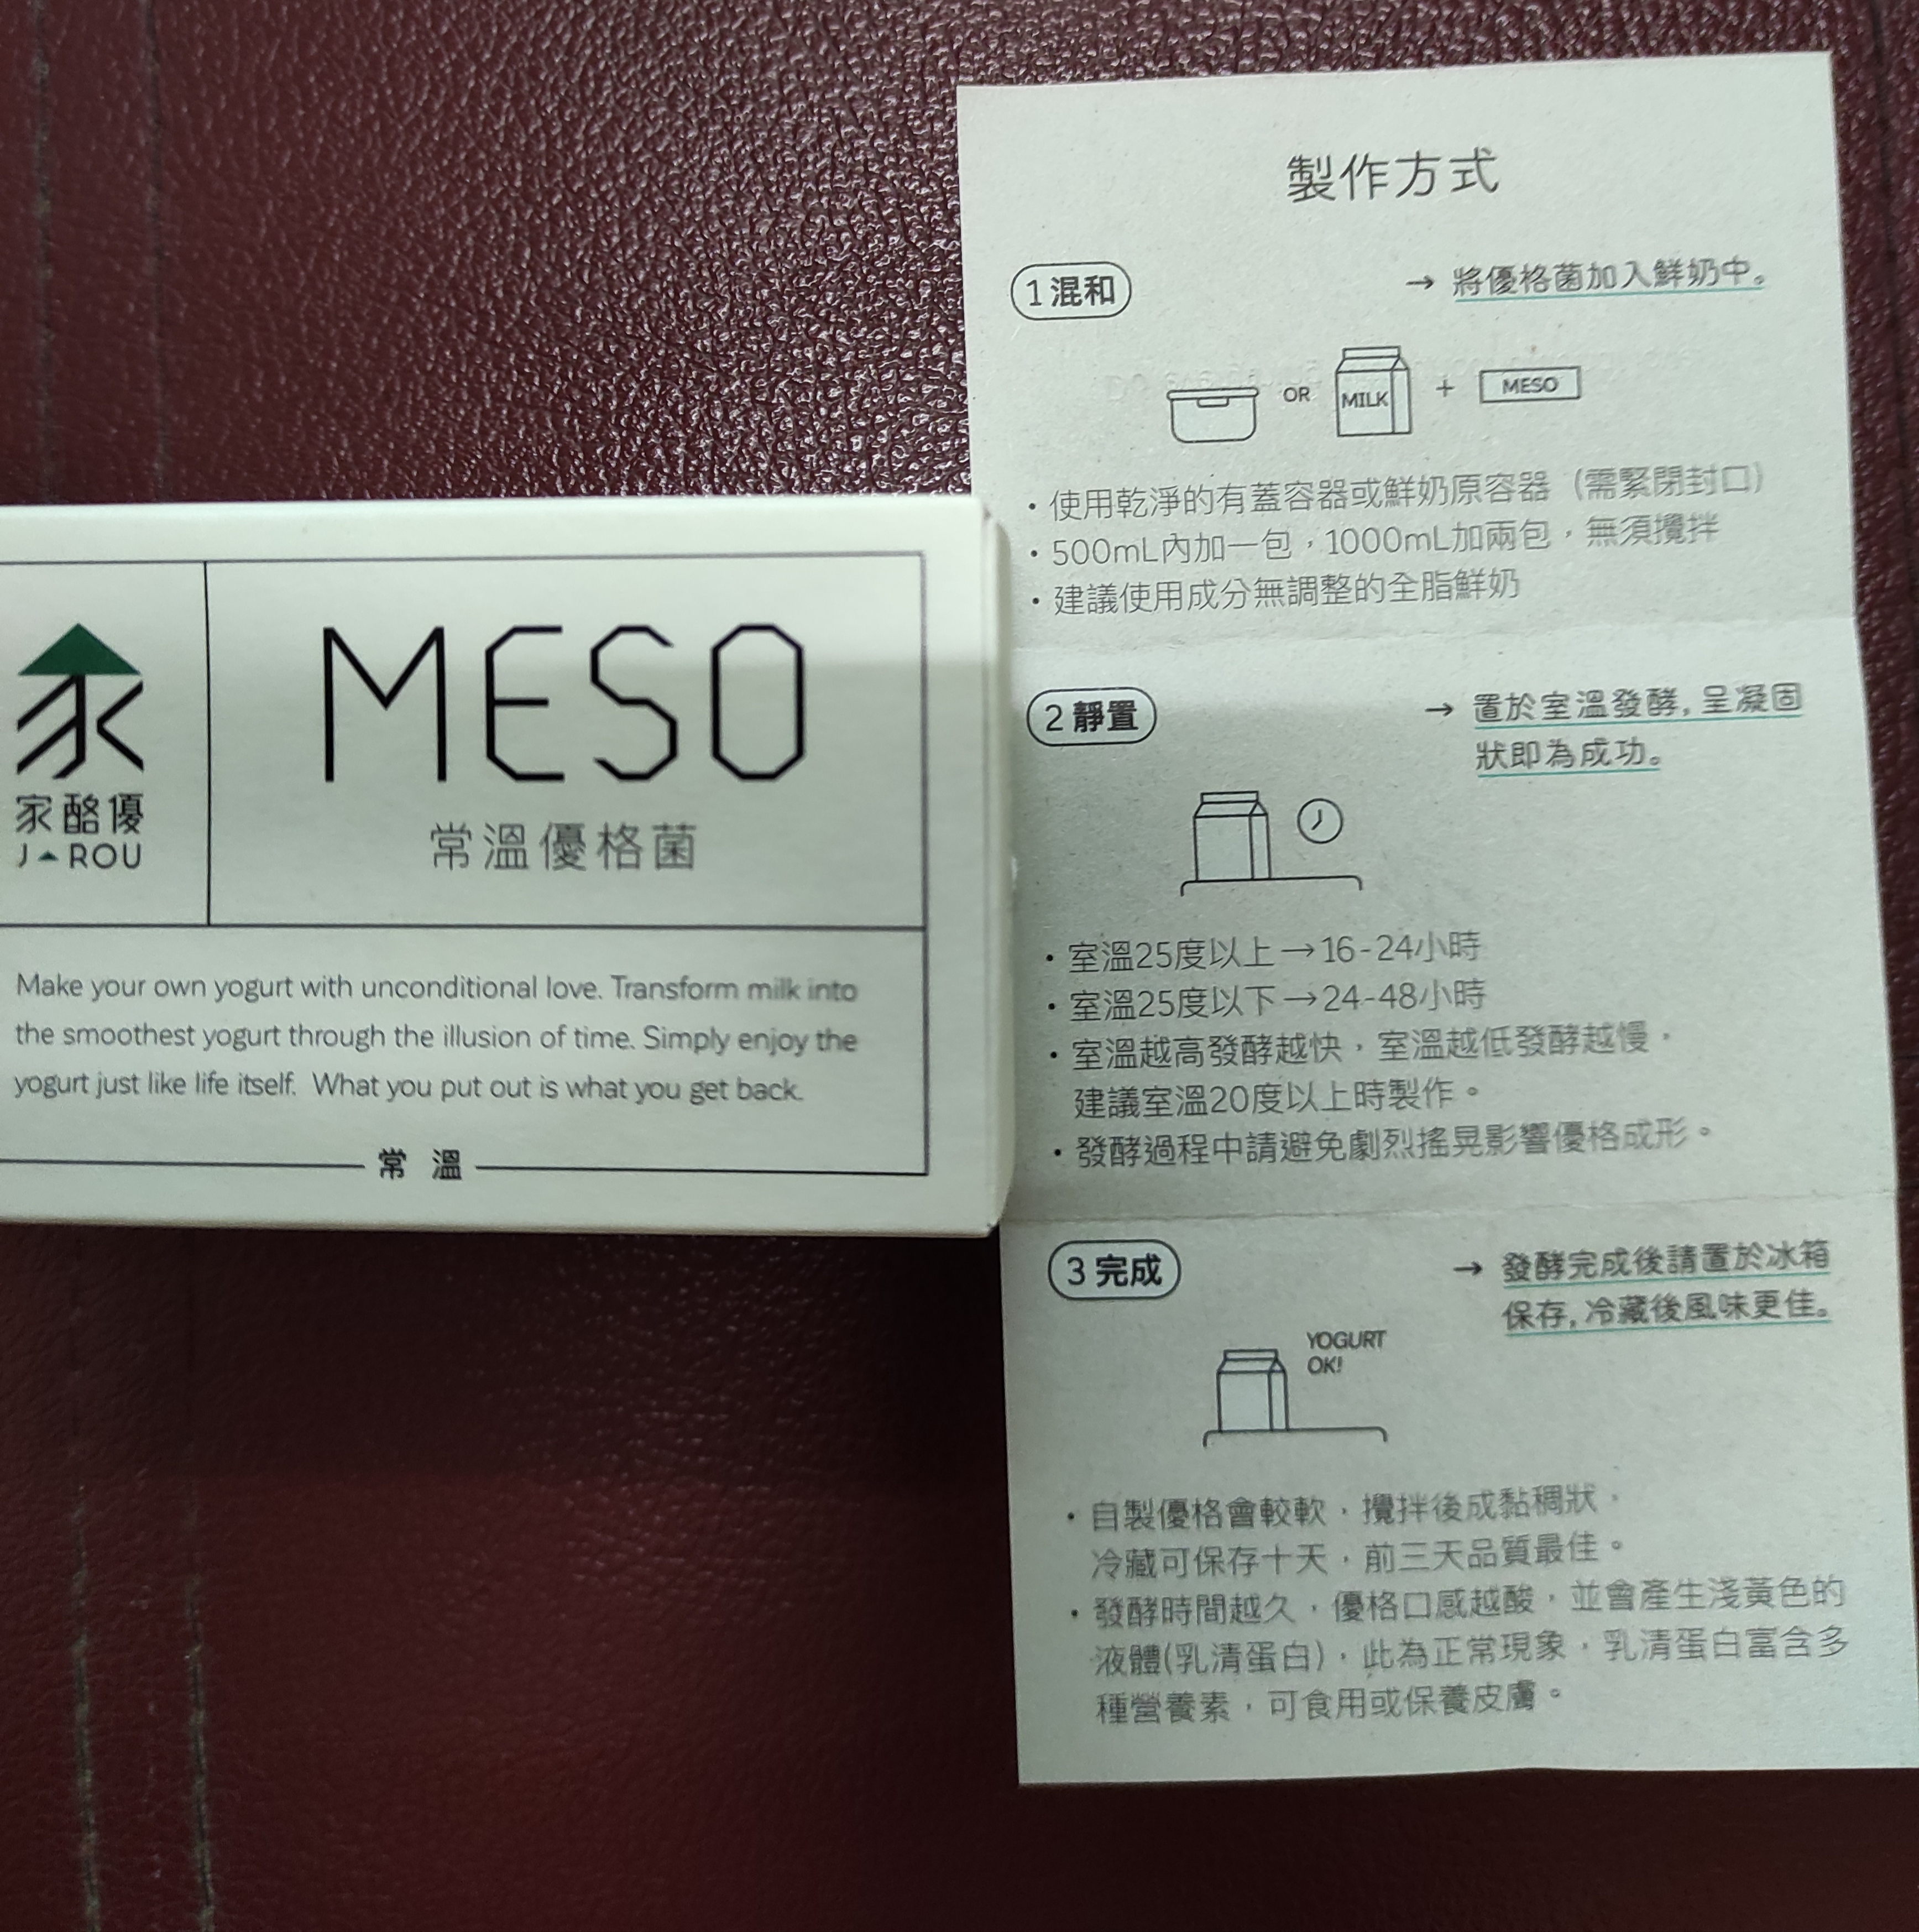 家酪優
J▲ROU
MESO
常溫優格菌
Make your own yogurt with unconditional love. Transform milk into
the smoothest yogurt through the illusion of time. Simply enjoy the
yogurt just like life itself. What you put out is what you get back.
常 溫
製作方式
1 混和
→ 將優格菌加入鮮奶中。
OR
MILK
+
MESO
・使用乾淨的有蓋容器或鮮奶原容器（需緊閉封口）
・500mL內加一包，1000mL加兩包，無須攪拌
・建議使用成分無調整的全脂鮮奶
2 靜置
→ 置於室溫發酵, 呈凝固
狀即為成功。
・室溫25度以上→16-24小時
・室溫25度以下→24-48小時
・室溫越高發酵越快，室溫越低發酵越慢，
建議室溫20度以上時製作。
・發酵過程中請避免劇烈搖晃影響優格成形。
3 完成
→ 發酵完成後請置於冰箱
保存, 冷藏後風味更佳。
YOGURT
OK!
・自製優格會較軟，攪拌後成黏稠狀，
冷藏可保存十天，前三天品質最佳。
・發酵時間越久，優格口感越酸，並會產生淺黃色的
液體(乳清蛋白)，此為正常現象，乳清蛋白富含多
種營養素，可食用或保養皮膚。